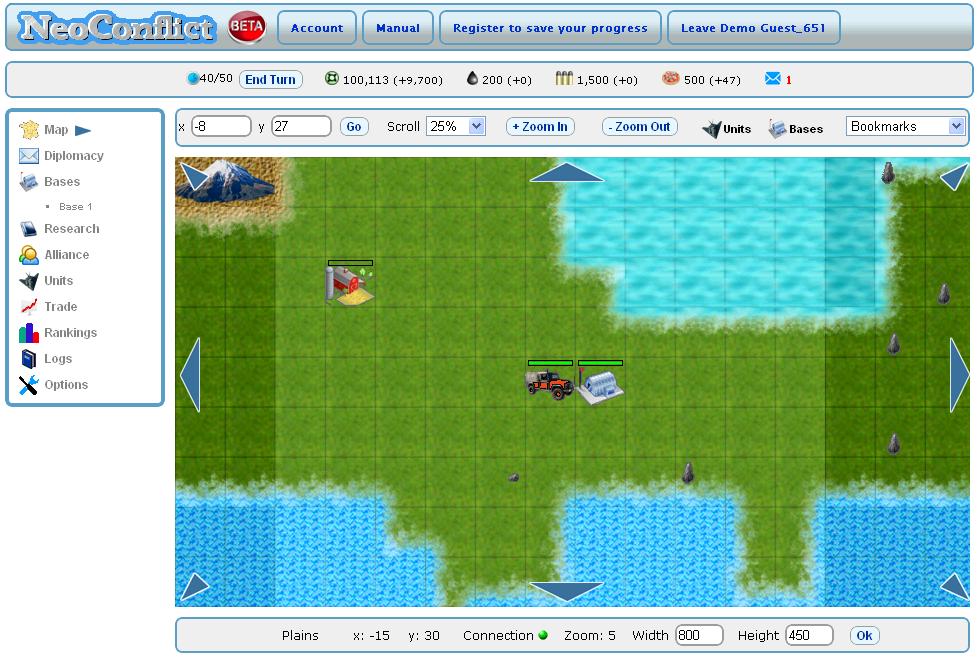 NeoConflict BETA Account Manual Register to save your progress Leave Demo Guest_651
40/50 End Turn 100,113 (+9,700) 200 (+0) 1,500 (+0) 500 (+47) 1
x -8 y 27 Go Scroll 25% + Zoom In - Zoom Out Units Bases Bookmarks
Map
Diplomacy
Bases
Base 1
Research
Alliance
Units
Trade
Rankings
Logs
Options
Plains x: -15 y: 30 Connection Zoom: 5 Width 800 Height 450 Ok